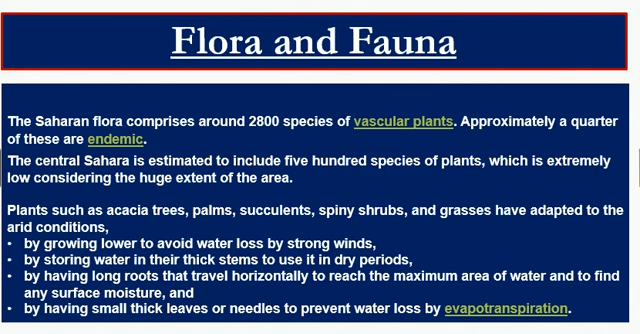 Flora and Fauna
The Saharan flora comprises around 2800 species of vascular plants. Approximately a quarter
of these are endemic.
The central Sahara is estimated to include five hundred species of plants, which is extremely
low considering the huge extent of the area.
Plants such as acacia trees, palms, succulents, spiny shrubs, and grasses have adapted to the
arid conditions,
• by growing lower to avoid water loss by strong winds,
• by storing water in their thick stems to use it in dry periods,
• by having long roots that travel horizontally to reach the maximum area of water and to find
any surface moisture, and
• by having small thick leaves or needles to prevent water loss by evapotranspiration.